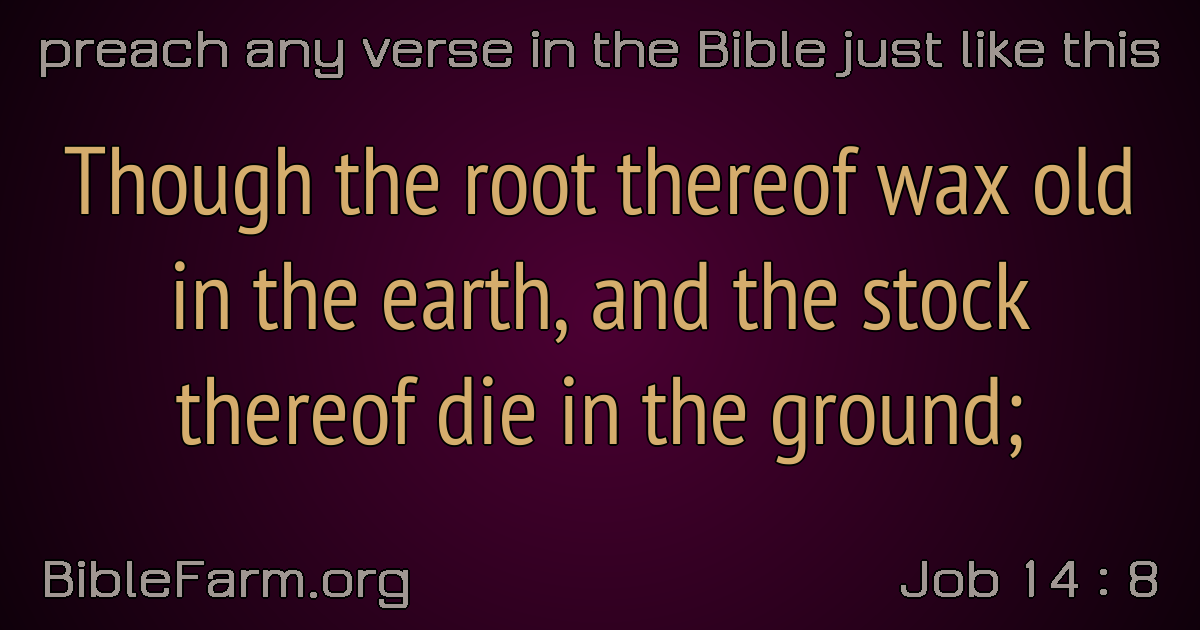 preach any verse in the Bible just like this
Though the root thereof wax old
in the earth, and the stock
thereof die in the ground;
BibleFarm.org
Job 14 : 8